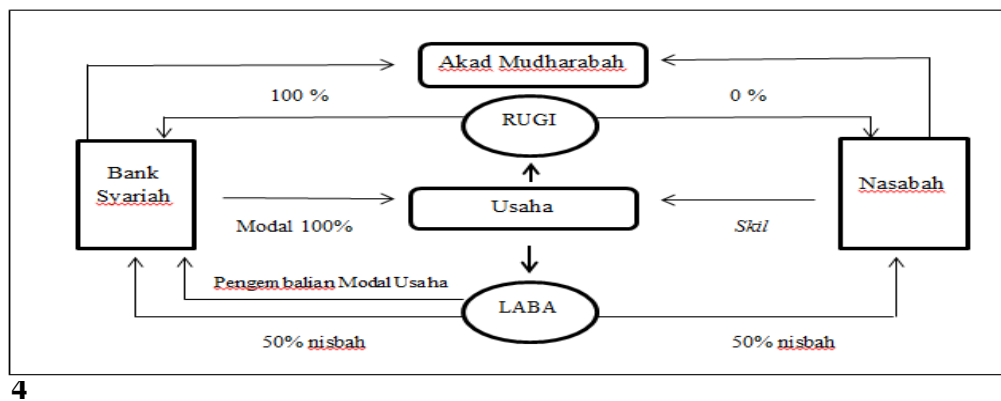 Akad Mudharabah
100 %
0 %
RUGI
Bank
Syariah
Nasabah
Usaha
Modal 100%
Skil
Pengembalian Modal Usaha
LABA
50% nisbah
50% nisbah
4